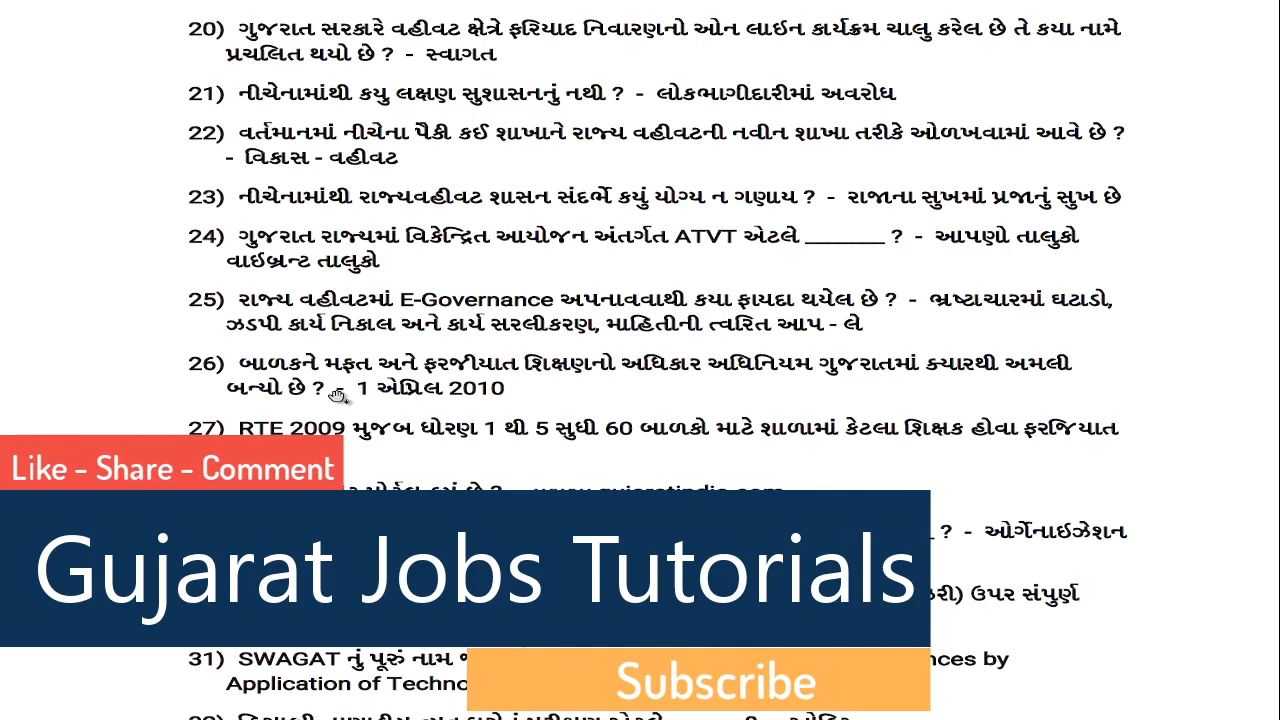 20) ગુજરાત સરકારે વહીવટ ક્ષેત્રે ફરિયાદ નિવારણનો ઓન લાઇન કાર્યક્રમ ચાલુ કરેલ છે તે કયા નામે
પ્રચલિત થયો છે ? - સ્વાગત
21) નીચેનામાંથી કયુ લક્ષણ સુશાસનનું નથી ? - લોકભાગીદારીમાં અવરોધ
22) વર્તમાનમાં નીચેના પૈકી કઈ શાખાને રાજ્ય વહીવટની નવીન શાખા તરીકે ઓળખવામાં આવે છે ?
- વિકાસ - વહીવટ
23) નીચેનામાંથી રાજ્યવહીવટ શાસન સંદર્ભે કયું યોગ્ય ન ગણાય ? - રાજાના સુખમાં પ્રજાનું સુખ છે
24) ગુજરાત રાજ્યમાં વિકેન્દ્રિત આયોજન અંતર્ગત ATVT એટલે _______ ? - આપણો તાલુકો
વાઈબ્રન્ટ તાલુકો
25) રાજ્ય વહીવટમાં E-Governance અપનાવવાથી કયા ફાયદા થયેલ છે ? - ભ્રષ્ટાચારમાં ઘટાડો,
ઝડપી કાર્ય નિકાલ અને કાર્ય સરલીકરણ, માહિતીની ત્વરિત આપ - લે
26) બાળકને મફત અને ફરજીયાત શિક્ષણનો અધિકાર અધિનિયમ ગુજરાતમાં ક્યારથી અમલી
બન્યો છે ? - 1 એપ્રિલ 2010
27) RTE 2009 મુજબ ધોરણ 1 થી 5 સુધી 60 બાળકો માટે શાળામાં કેટલા શિક્ષક હોવા ફરજિયાત
Like - Share - Comment
? - ઓર્ગેનાઇઝેશન
Gujarat Jobs Tutorials
ઉપર સંપુર્ણ
31) SWAGAT નું પૂરું નામ
by
Application of
Subscribe